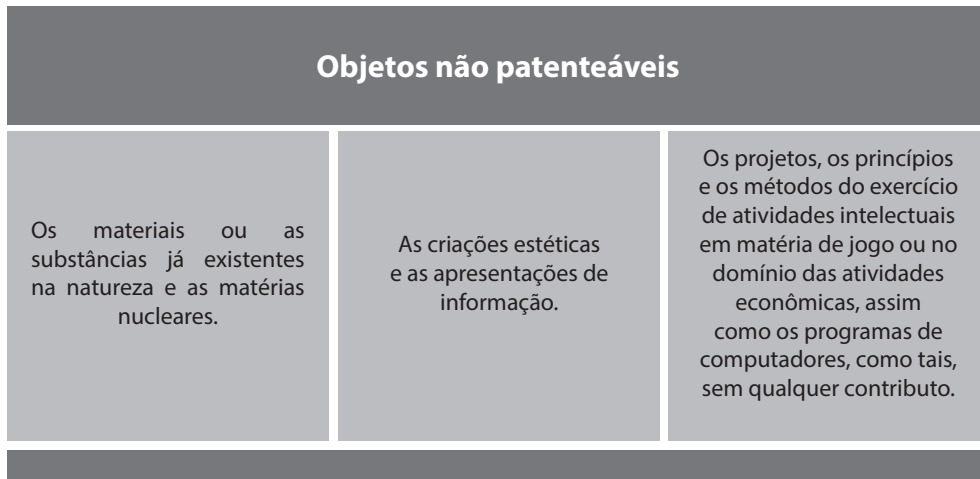 Objetos não patenteáveis
Os materiais ou as
substâncias já existentes
na natureza e as matérias
nucleares.
As criações estéticas
e as apresentações de
informação.
Os projetos, os princípios
e os métodos do exercício
de atividades intelectuais
em matéria de jogo ou no
domínio das atividades
econômicas, assim
como os programas de
computadores, como tais,
sem qualquer contributo.